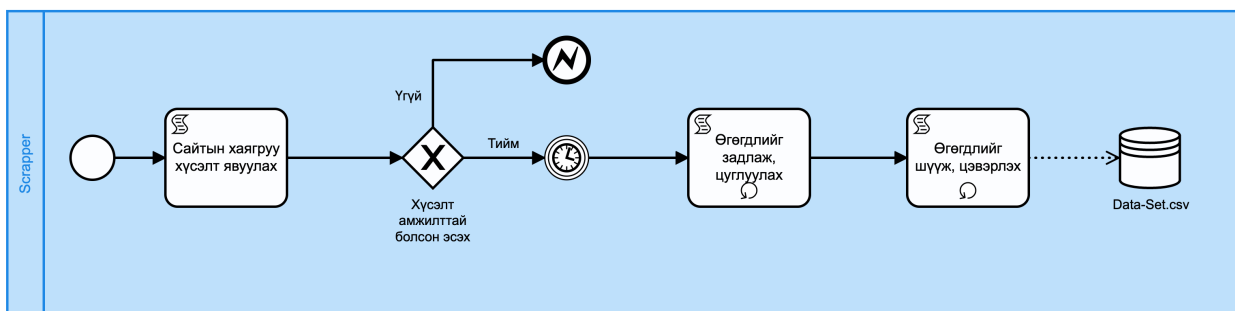 Scrapper
Сайтын хаягруу
хүсэлт явуулах
Үгүй
Тийм
Хүсэлт
амжилттай
болсон эсэх
Өгөгдлийг
задлаж,
цуглуулах
Өгөгдлийг
шүүж, цэвэрлэх
Data-Set.csv